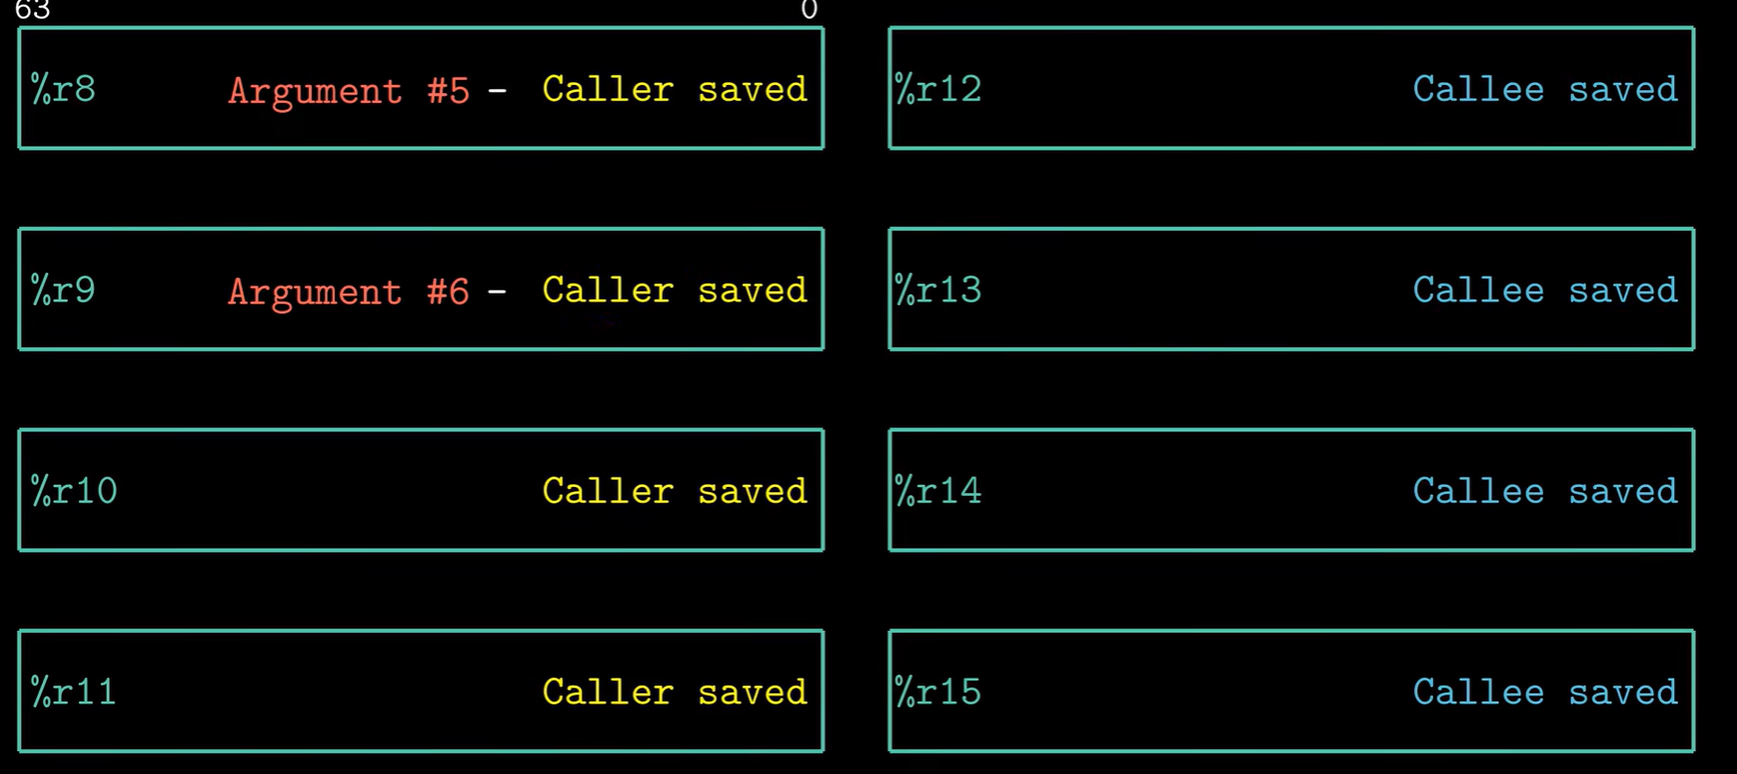 63 0
%r8 Argument #5 - Caller saved
%r12 Callee saved
%r9 Argument #6 - Caller saved
%r13 Callee saved
%r10 Caller saved
%r14 Callee saved
%r11 Caller saved
%r15 Callee saved